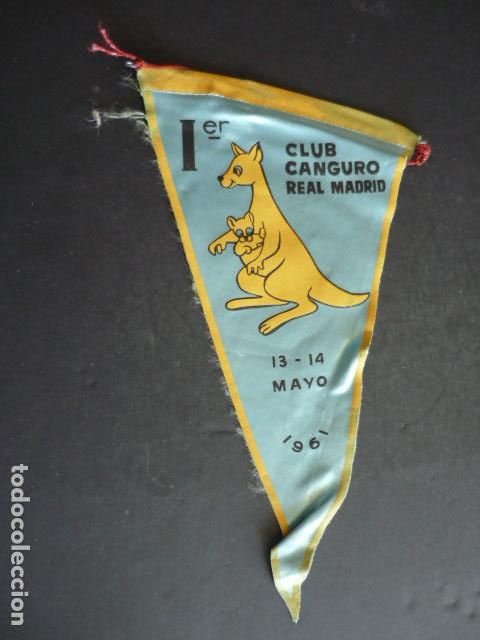 1er
CLUB
CANGURO
REAL MADRID
13-14
MAYO
1961
todocoleccion